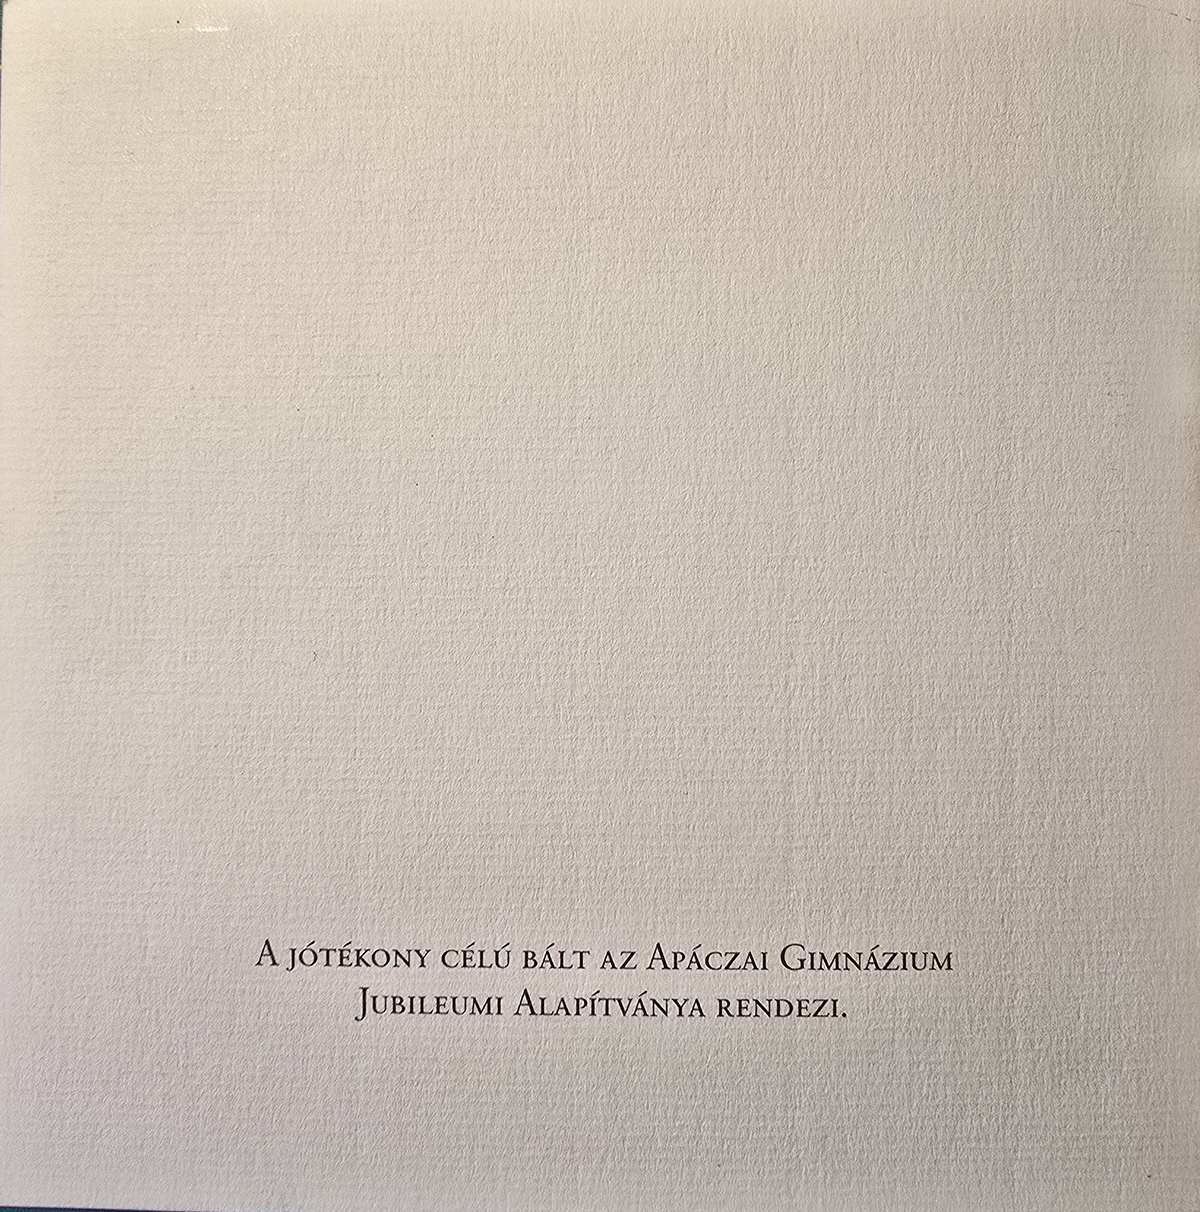 A jótékony célú bált az Apáczai Gimnázium
Jubileumi Alapítványa rendezi.